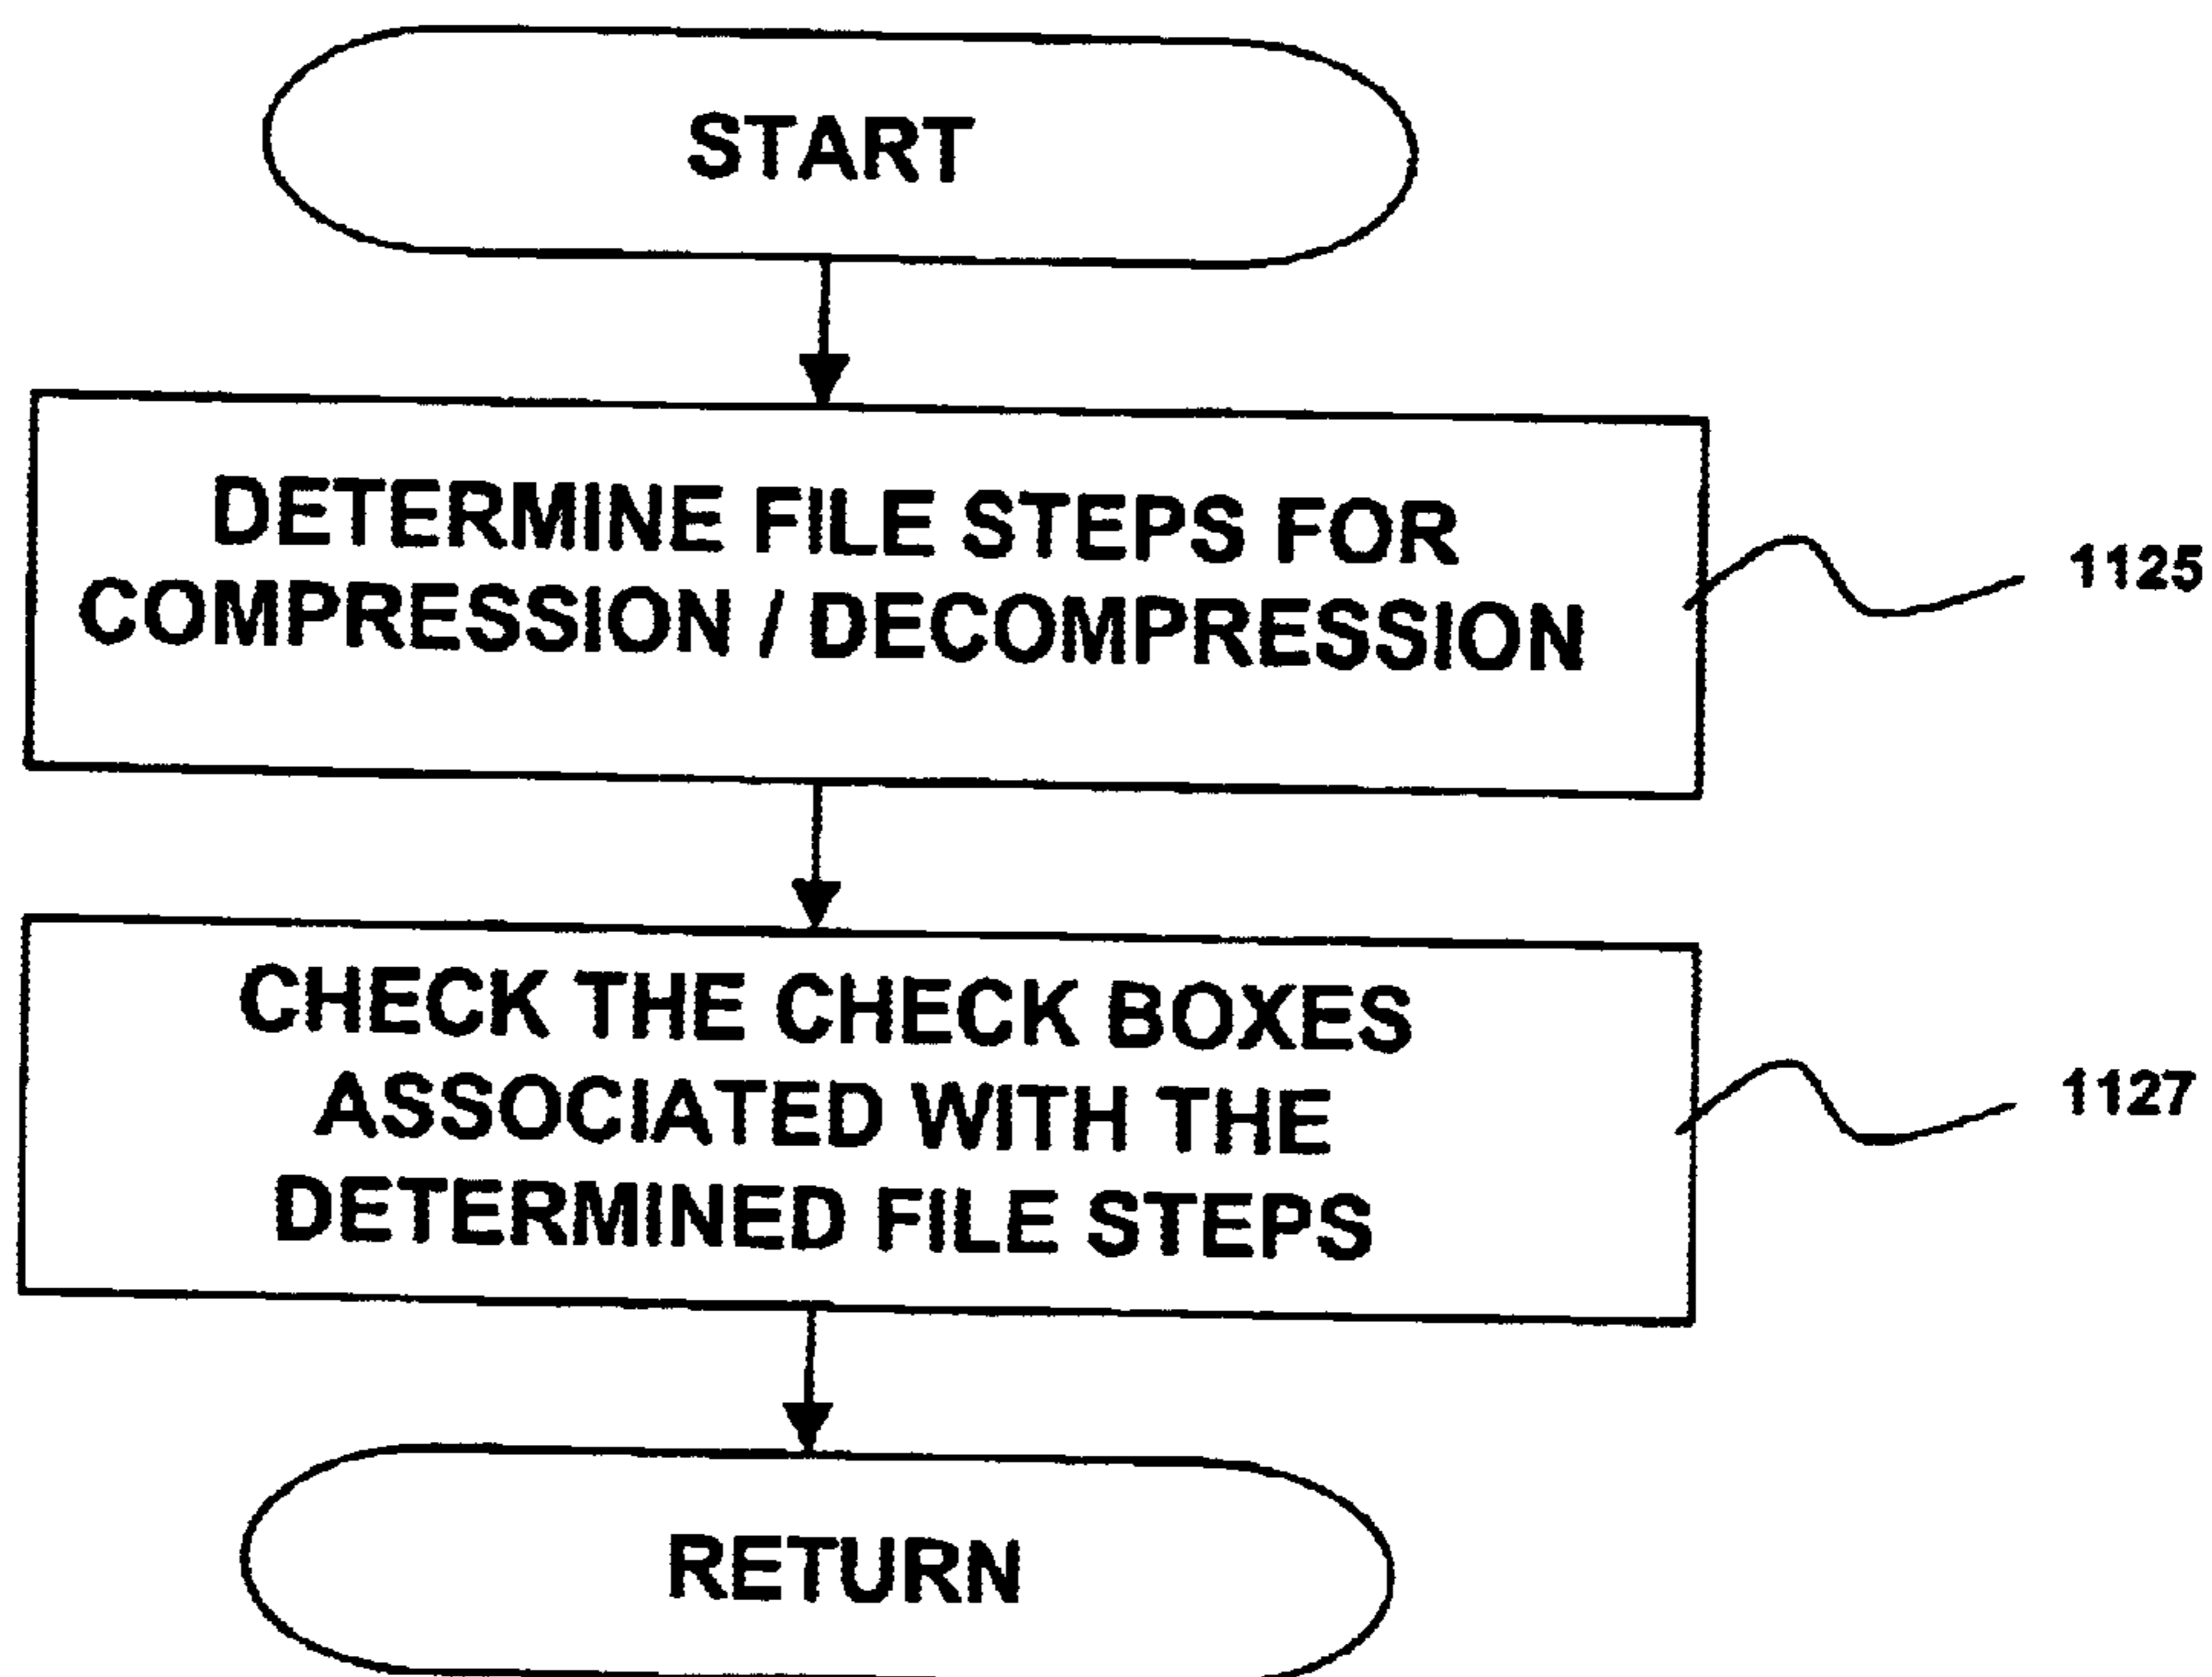 START
DETERMINE FILE STEPS FOR
COMPRESSION / DECOMPRESSION
1125
CHECK THE CHECK BOXES
ASSOCIATED WITH THE
DETERMINED FILE STEPS
1127
RETURN